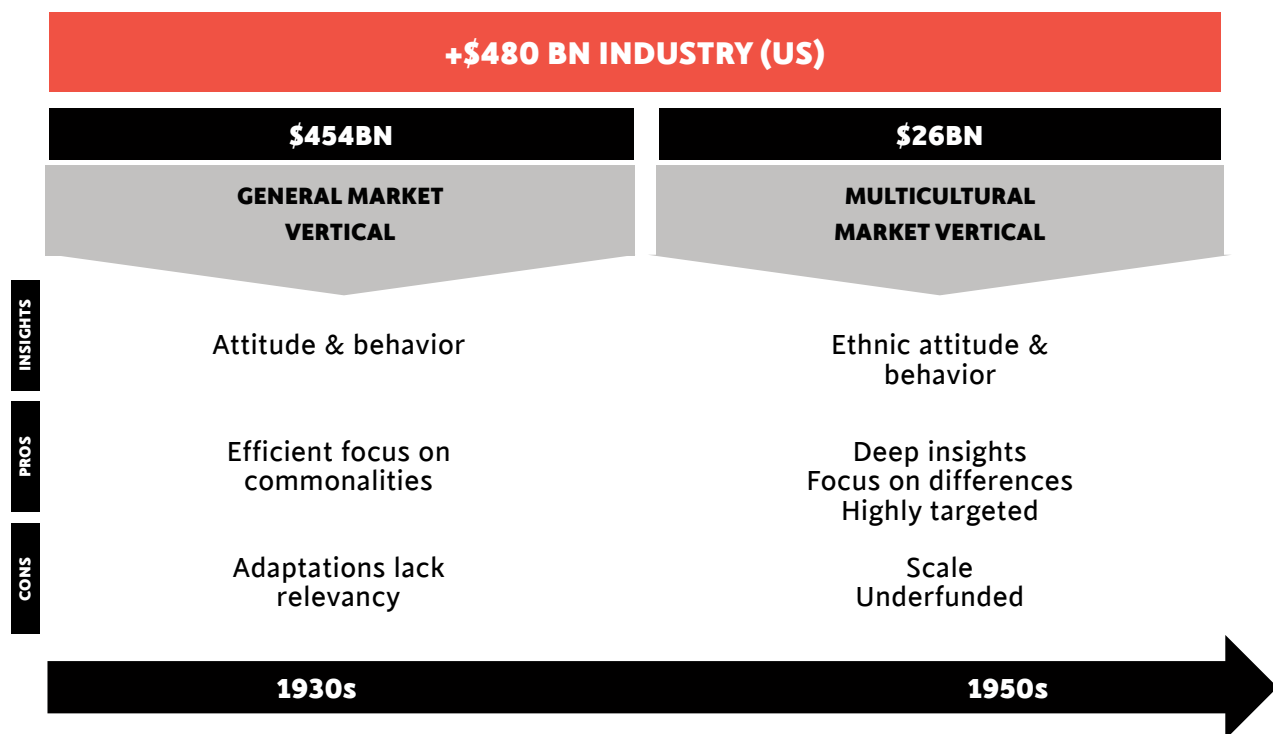 +$480 BN INDUSTRY (US)
$454BN
$26BN
GENERAL MARKET
VERTICAL
MULTICULTURAL
MARKET VERTICAL
INSIGHTS
Attitude & behavior
Ethnic attitude &
behavior
PROS
Efficient focus on
commonalities
Deep insights
Focus on differences
Highly targeted
CONS
Adaptations lack
relevancy
Scale
Underfunded
1930s
1950s